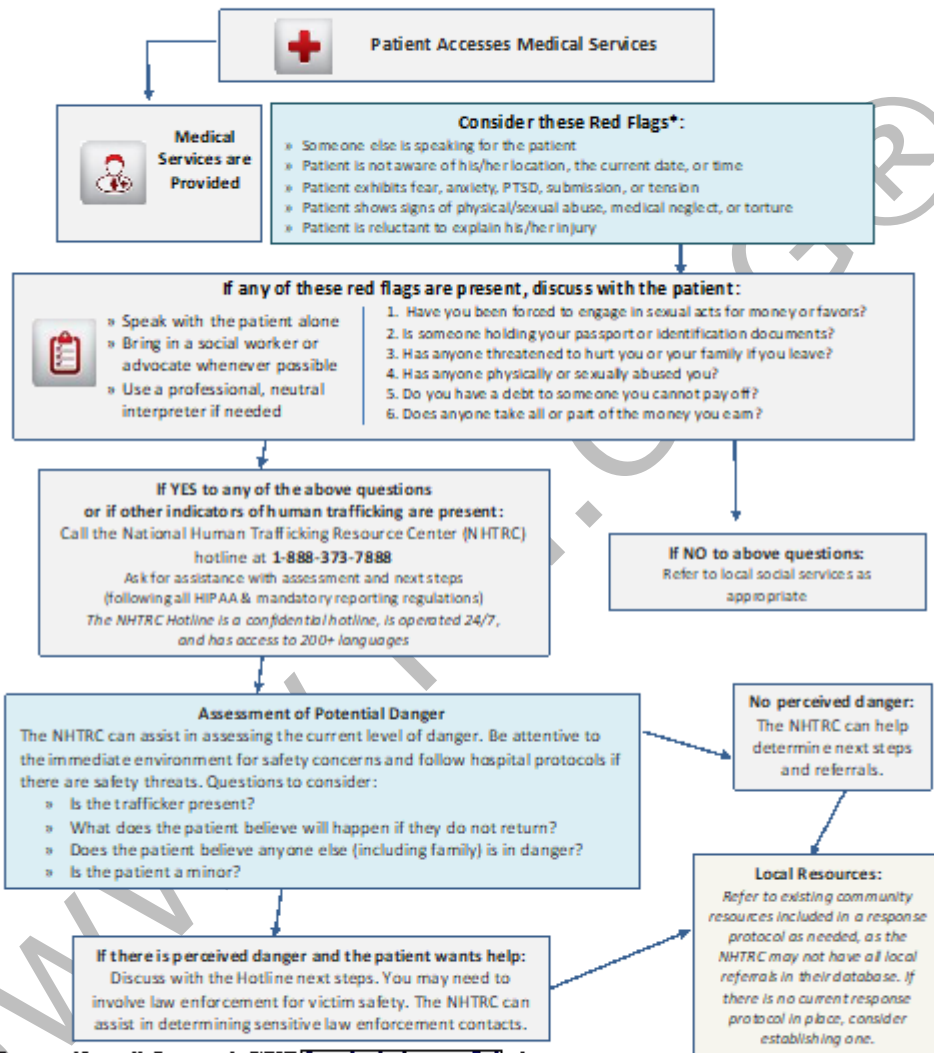 Patient Accesses Medical Services
Medical
Services are
Provided
Consider these Red Flags*:
» Someone else is speaking for the patient
» Patient is not aware of his/her location, the current date, or time
» Patient exhibits fear, anxiety, PTSD, submission, or tension
» Patient shows signs of physical/sexual abuse, medical neglect, or torture
» Patient is reluctant to explain his/her injury
If any of these red flags are present, discuss with the patient:
» Speak with the patient alone
» Bring in a social worker or
advocate whenever possible
» Use a professional, neutral
interpreter if needed
1. Have you been forced to engage in sexual acts for money or favors?
2. Is someone holding your passport or identification documents?
3. Has anyone threatened to hurt you or your family if you leave?
4. Has anyone physically or sexually abused you?
5. Do you have a debt to someone you cannot pay off?
6. Does anyone take all or part of the money you earn?
If YES to any of the above questions
or if other indicators of human trafficking are present:
Call the National Human Trafficking Resource Center (NHTRC)
hotline at 1-888-373-7888
Ask for assistance with assessment and next steps
(following all HIPAA & mandatory reporting regulations)
The NHTRC Hotline is a confidential hotline, is operated 24/7,
and has access to 200+ languages
If NO to above questions:
Refer to local social services as
appropriate
Assessment of Potential Danger
The NHTRC can assist in assessing the current level of danger. Be attentive to
the immediate environment for safety concerns and follow hospital protocols if
there are safety threats. Questions to consider:
» Is the trafficker present?
» What does the patient believe will happen if they do not return?
» Does the patient believe anyone else (including family) is in danger?
» Is the patient a minor?
No perceived danger:
The NHTRC can help
determine next steps
and referrals.
If there is perceived danger and the patient wants help:
Discuss with the Hotline next steps. You may need to
involve law enforcement for victim safety. The NHTRC can
assist in determining sensitive law enforcement contacts.
Local Resources:
Refer to existing community
resources included in a response
protocol as needed, as the
NHTRC may not have all local
referrals in their database. If
there is no current response
protocol in place, consider
establishing one.